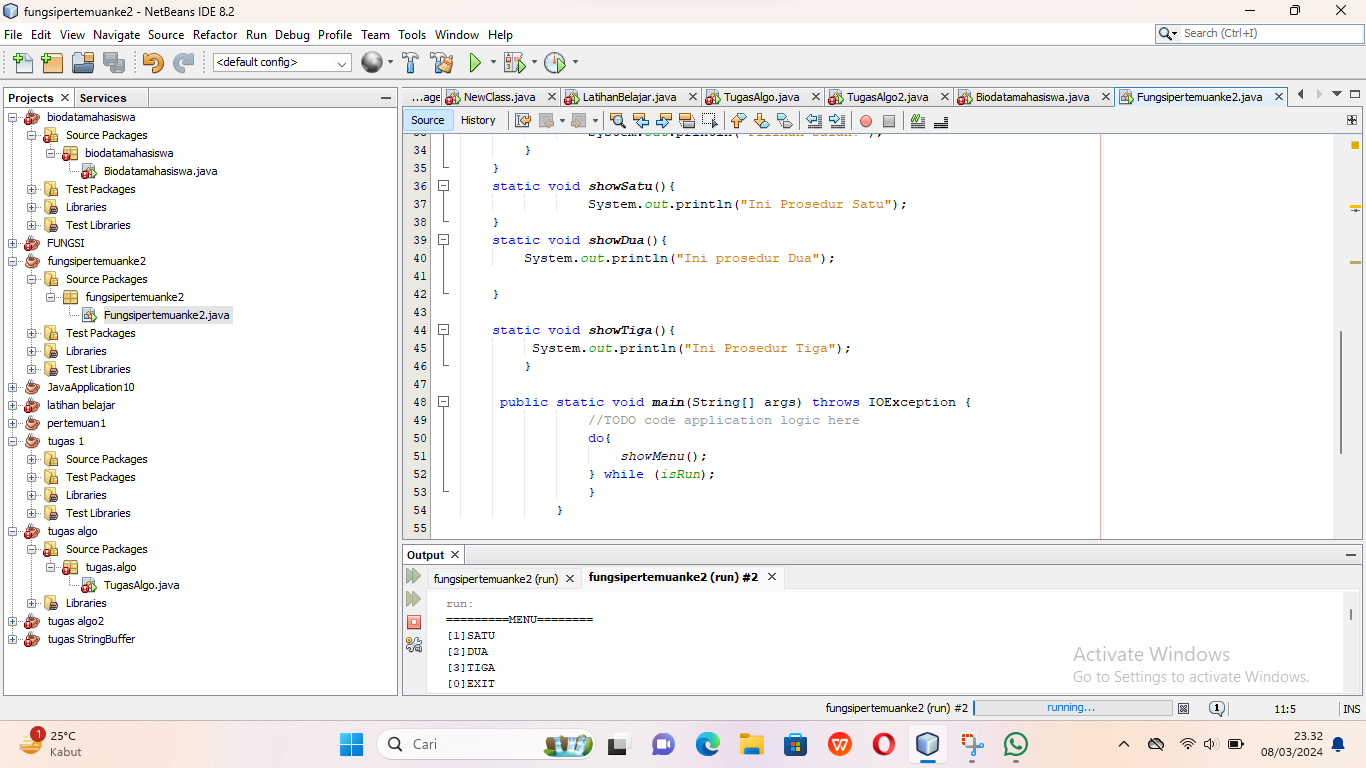 fungsipertemuanke2 - NetBeans IDE 8.2
File Edit View Navigate Source Refactor Run Debug Profile Team Tools Window Help
Search (Ctrl+I)
<default config>
Projects
Services
biodatamahasiswa
Source Packages
biodatamahasiswa
Biodatamahasiswa.java
Test Packages
Libraries
Test Libraries
FUNGSI
fungsipertemuanke2
Source Packages
fungsipertemuanke2
Fungsipertemuanke2.java
Test Packages
Libraries
Test Libraries
JavaApplication10
latihan belajar
pertemuan1
tugas 1
Source Packages
Test Packages
Libraries
Test Libraries
tugas algo
Source Packages
tugas.algo
TugasAlgo.java
Libraries
tugas algo2
tugas StringBuffer
...age NewClass.java LatihanBelajar.java TugasAlgo.java TugasAlgo2.java Biodatamahasiswa.java Fungsipertemuanke2.java
Source History
34 }
35 }
36 static void showSatu(){
37 System.out.println("Ini Prosedur Satu");
38 }
39 static void showDua(){
40 System.out.println("Ini prosedur Dua");
41
42 }
43
44 static void showTiga(){
45 System.out.println("Ini Prosedur Tiga");
46 }
47
48 public static void main(String[] args) throws IOException {
49 //TODO code application logic here
50 do{
51 showMenu();
52 } while (isRun);
53 }
54 }
55
Output
fungsipertemuanke2 (run) fungsipertemuanke2 (run) #2
run:
=========MENU========
[1]SATU
[2]DUA
[3]TIGA
[0]EXIT
Activate Windows
Go to Settings to activate Windows.
fungsipertemuanke2 (run) #2 running... 1 11:5 INS
1
25°C
Kabut
Cari
23.32
08/03/2024